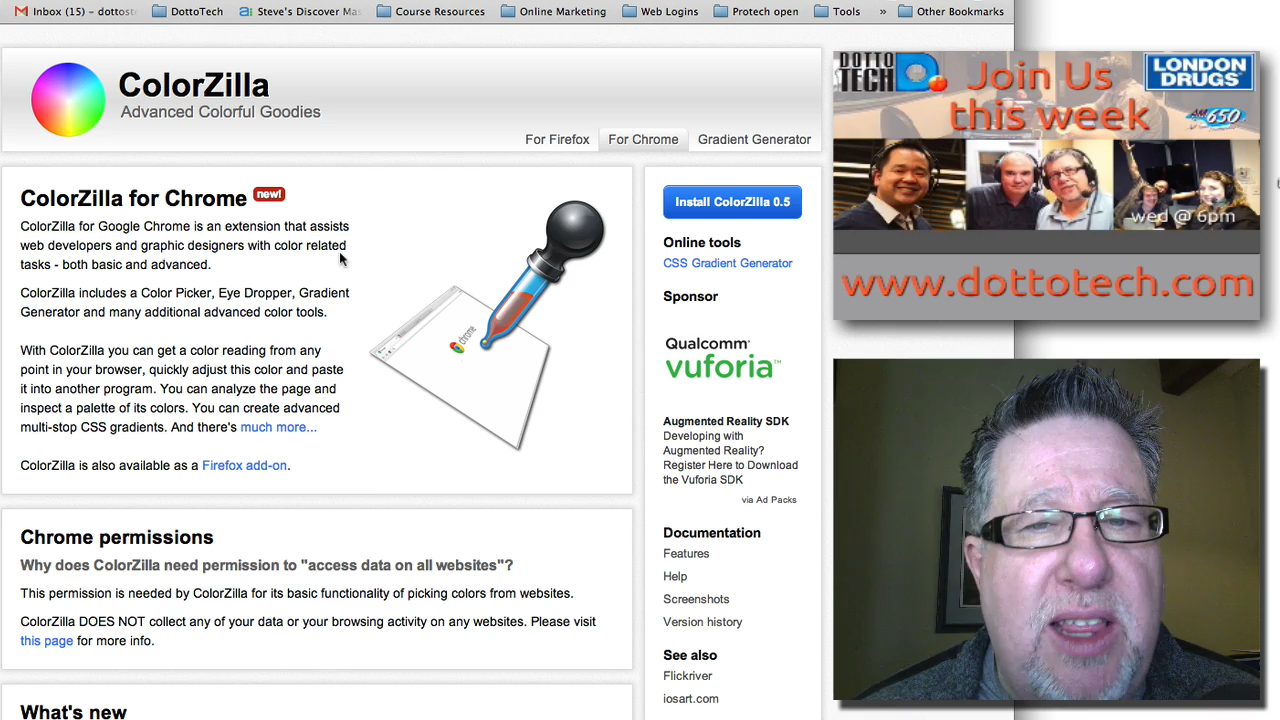 Inbox (15) – dottoste
DottoTech
Steve's Discover Mas
Course Resources
Online Marketing
Web Logins
Protech open
Tools
»
Other Bookmarks
ColorZilla
Advanced Colorful Goodies
For Firefox
For Chrome
Gradient Generator
ColorZilla for Chrome new!
ColorZilla for Google Chrome is an extension that assists
web developers and graphic designers with color related
tasks - both basic and advanced.
ColorZilla includes a Color Picker, Eye Dropper, Gradient
Generator and many additional advanced color tools.
With ColorZilla you can get a color reading from any
point in your browser, quickly adjust this color and paste
it into another program. You can analyze the page and
inspect a palette of its colors. You can create advanced
multi-stop CSS gradients. And there's much more...
ColorZilla is also available as a Firefox add-on.
chrome
Chrome permissions
Why does ColorZilla need permission to "access data on all websites"?
This permission is needed by ColorZilla for its basic functionality of picking colors from websites.
ColorZilla DOES NOT collect any of your data or your browsing activity on any websites. Please visit
this page for more info.
What's new
Install ColorZilla 0.5
Online tools
CSS Gradient Generator
Sponsor
Qualcomm®
vuforia™
Augmented Reality SDK
Developing with
Augmented Reality?
Register Here to Download
the Vuforia SDK
via Ad Packs
Documentation
Features
Help
Screenshots
Version history
See also
Flickriver
iosart.com
DOTTO
TECH
Join Us
this week
LONDON
DRUGS
AM 650
wed @ 6pm
www.dottotech.com